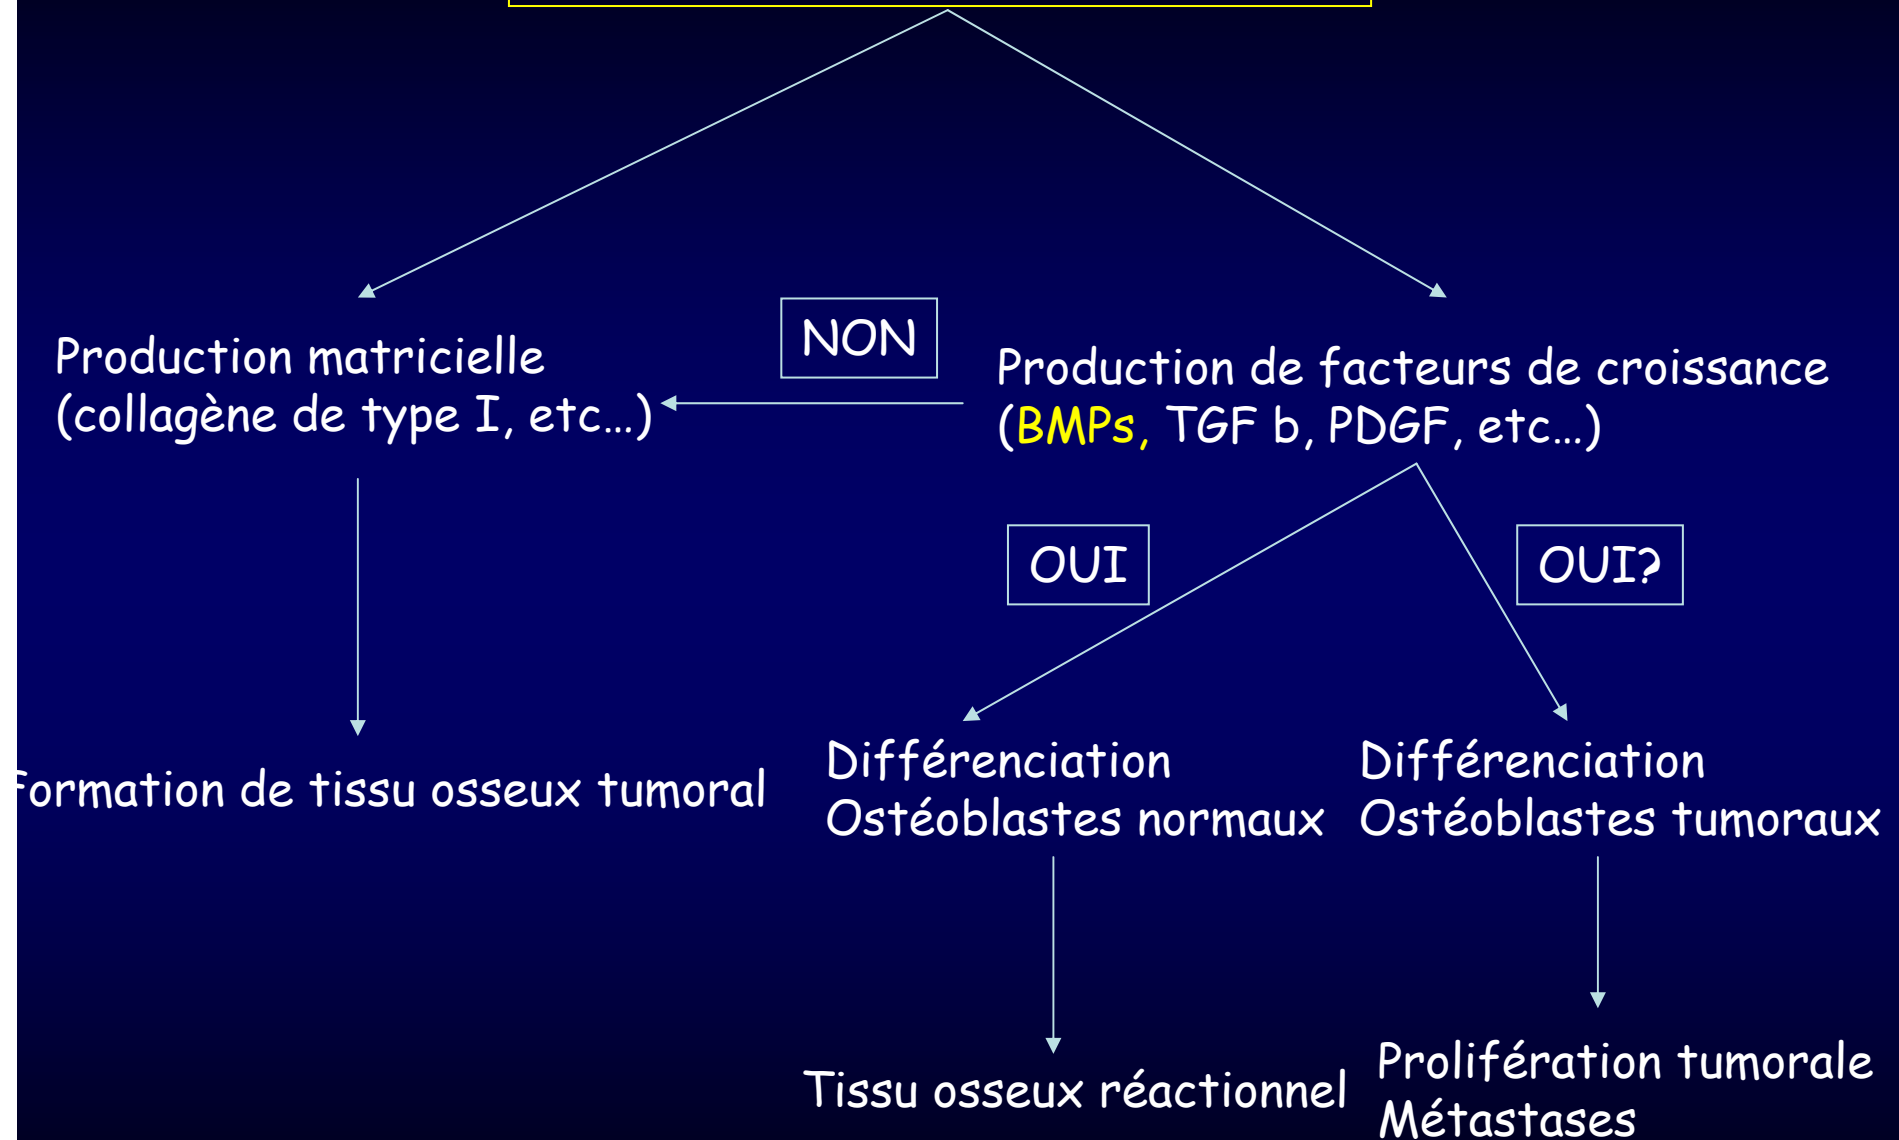 NON
Production matricielle
(collagène de type I, etc…)
Production de facteurs de croissance
(BMPs, TGF b, PDGF, etc…)
OUI
OUI?
Formation de tissu osseux tumoral
Différenciation
Ostéoblastes normaux
Différenciation
Ostéoblastes tumoraux
Tissu osseux réactionnel
Prolifération tumorale
Métastases